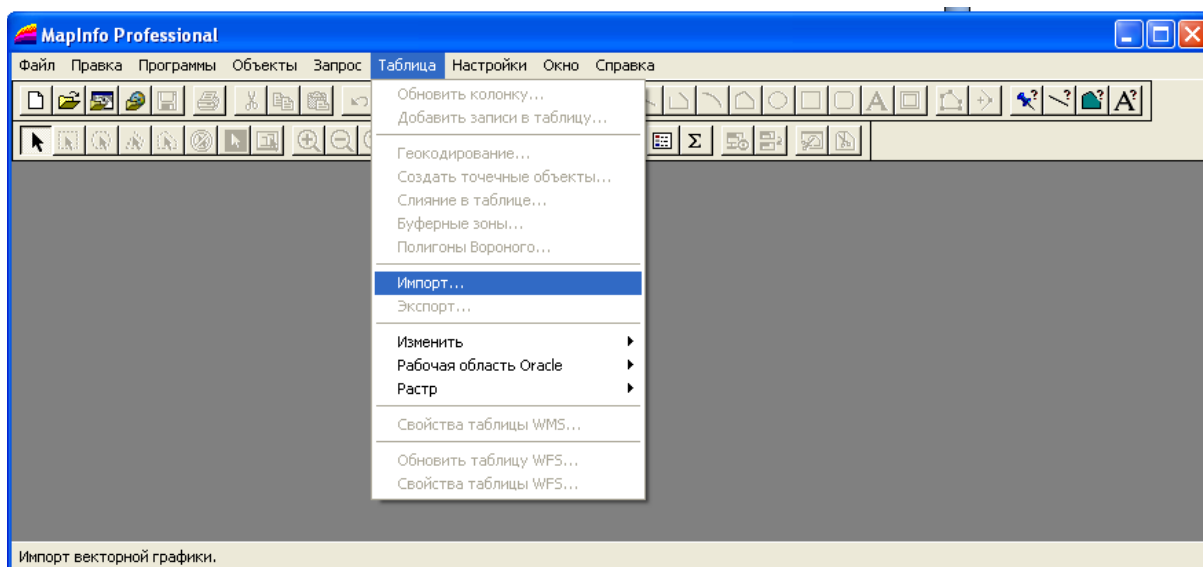 MapInfo Professional
Файл Правка Программы Объекты Запрос Таблица Настройки Окно Справка
Обновить колонку...
Добавить записи в таблицу...
Геокодирование...
Создать точечные объекты...
Слияние в таблице...
Буферные зоны...
Полигоны Вороного...
Импорт...
Экспорт...
Изменить
Рабочая область Oracle
Растр
Свойства таблицы WMS...
Обновить таблицу WFS...
Свойства таблицы WFS...
Импорт векторной графики.